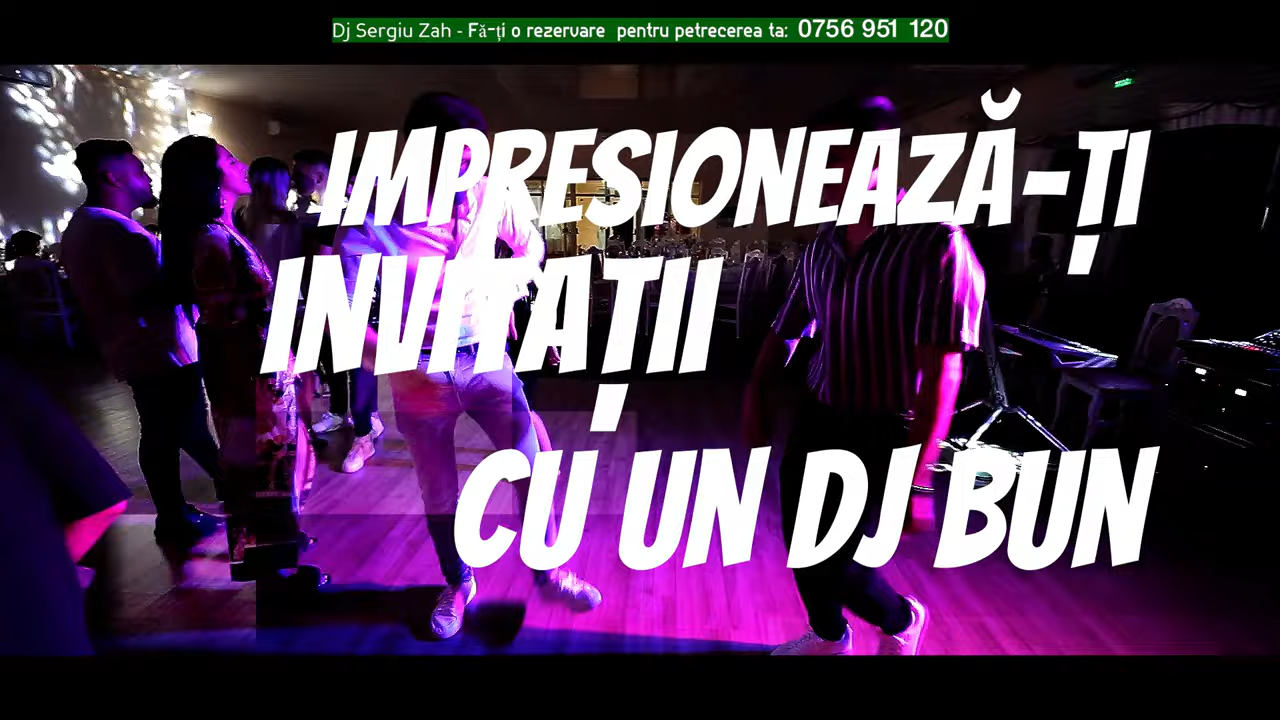 Dj Sergiu Zah - Fă-ți o rezervare pentru petrecerea ta: 0756 951 120
IMPRESIONEAZĂ-ȚI
INVITAȚII
CU UN DJ BUN